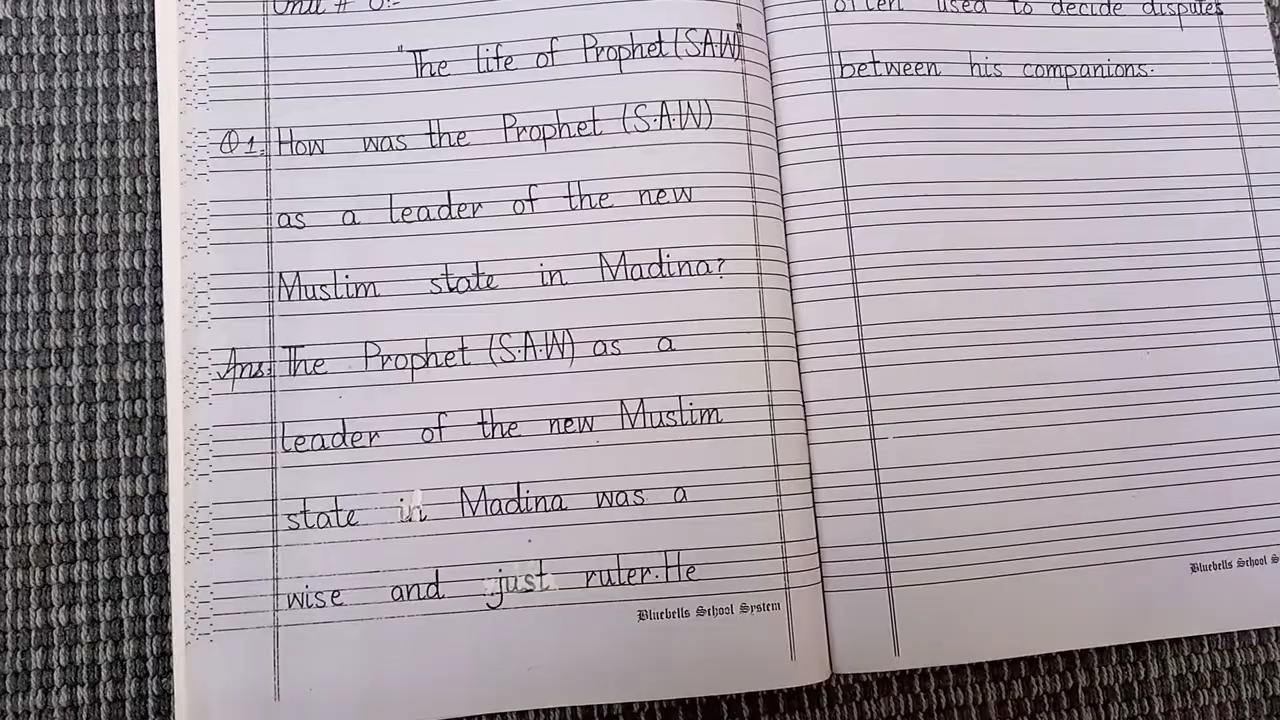 Unit #
"The life of Prophet (SAW)"
Q1: How was the Prophet (S.A.W)
as a leader of the new
Muslim state in Madina?
Ans: The Prophet (S.A.W) as a
leader of the new Muslim
state in Madina was a
wise and just ruler. He
Bluebells School System
often used to decide disputes
between his companions.
Bluebells School S